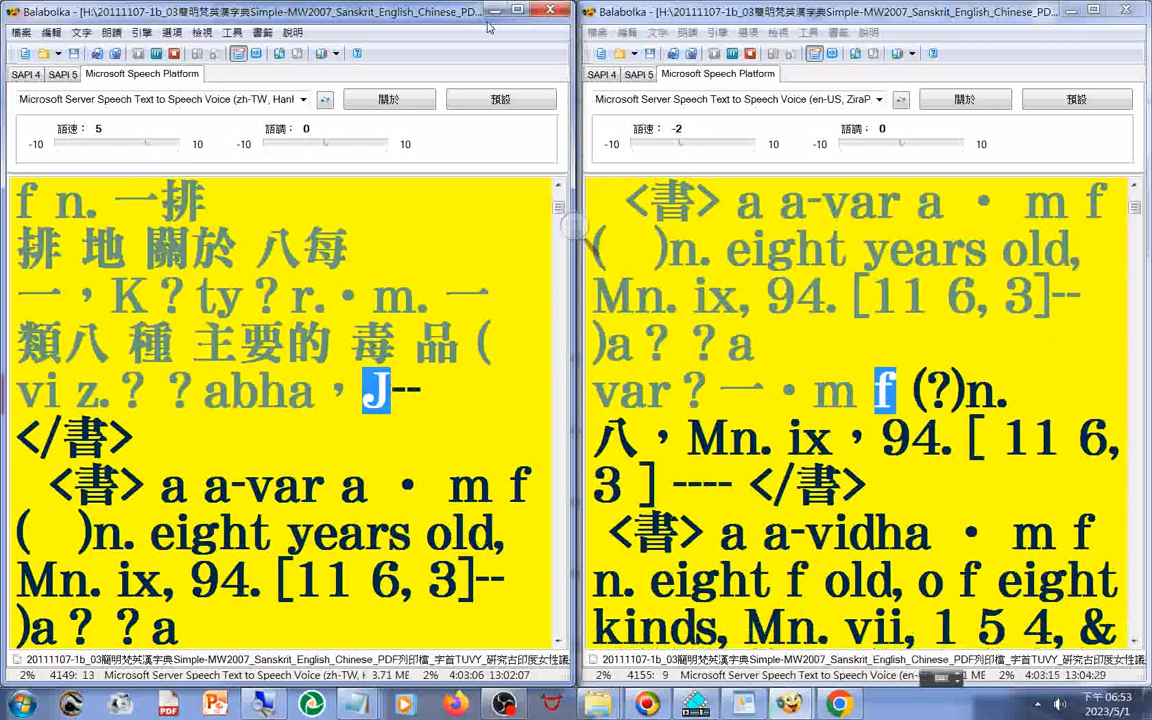 Balabolka - [H:\20111107-1b_03簡明梵英漢字典Simple-MW2007_Sanskrit_English_Chinese_PD...
檔案 編輯 文字 朗讀 引擎 選項 檢視 工具 書籤 說明
SAPI 4 SAPI 5 Microsoft Speech Platform
Microsoft Server Speech Text to Speech Voice (zh-TW, HanH 關於 預設
語速： 5 語調： 0
-10 10 -10 10
f n. 一排
排 地 關於 八每
一，K？ty？r.・m. 一
類八 種 主要的 毒 品 (
vi z.？？abha，J--
</書>
<書> a a-var a ・ m f
( )n. eight years old,
Mn. ix, 94. [11 6, 3]--
)a？？a
20111107-1b_03簡明梵英漢字典Simple-MW2007_Sanskrit_English_Chinese_PDF列印檔_字首TUVY_研究古印度女性議
2% 4149: 13 Microsoft Server Speech Text to Speech Voice (zh-TW, H 3.71 ME 2% 4:03:06 13:02:07
Balabolka - [H:\20111107-1b_03簡明梵英漢字典Simple-MW2007_Sanskrit_English_Chinese_PD...
檔案 編輯 文字 朗讀 引擎 選項 檢視 工具 書籤 說明
SAPI 4 SAPI 5 Microsoft Speech Platform
Microsoft Server Speech Text to Speech Voice (en-US, ZiraP 關於 預設
語速： -2 語調： 0
-10 10 -10 10
<書> a a-var a ・ m f
( )n. eight years old,
Mn. ix, 94. [11 6, 3]--
)a？？a
var？一・m f (?)n.
八，Mn. ix，94. [ 11 6,
3 ] ---- </書>
<書> a a-vidha ・ m f
n. eight f old, o f eight
kinds, Mn. vii, 1 5 4, &
20111107-1b_03簡明梵英漢字典Simple-MW2007_Sanskrit_English_Chinese_PDF列印檔_字首TUVY_研究古印度女性議
2% 4155: 9 Microsoft Server Speech Text to Speech Voice (en-U 2% 4:03:15 13:04:29
下午 06:53
2023/5/1